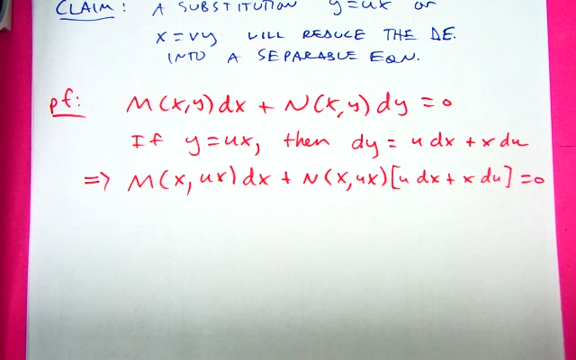 CLAIM: A SUBSTITUTION y=ux or
x=vy WILL REDUCE THE DE.
INTO A SEPARABLE EQN.
pf: M(x,y)dx + N(x,y)dy = 0
If y=ux, then dy = u dx + x du
=> M(x,ux)dx + N(x,ux)[u dx + x du] = 0